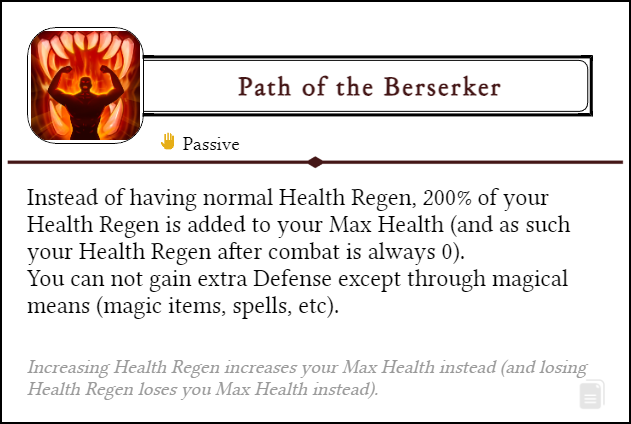 Path of the Berserker
Passive
Instead of having normal Health Regen, 200% of your
Health Regen is added to your Max Health (and as such
your Health Regen after combat is always 0).
You can not gain extra Defense except through magical
means (magic items, spells, etc).
Increasing Health Regen increases your Max Health instead (and losing
Health Regen loses you Max Health instead).